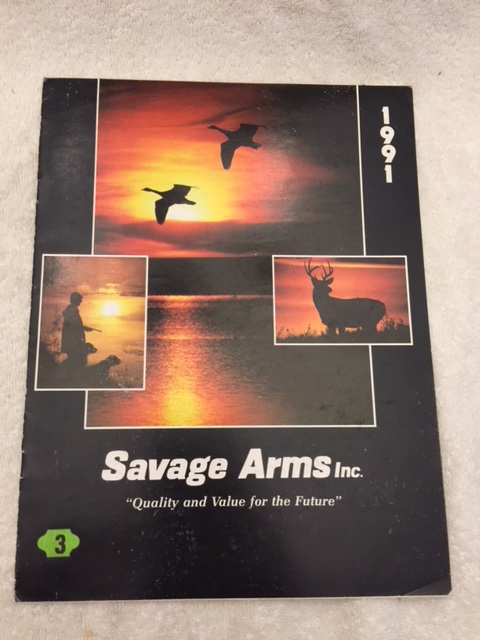 1991
Savage Arms Inc.
"Quality and Value for the Future"
3